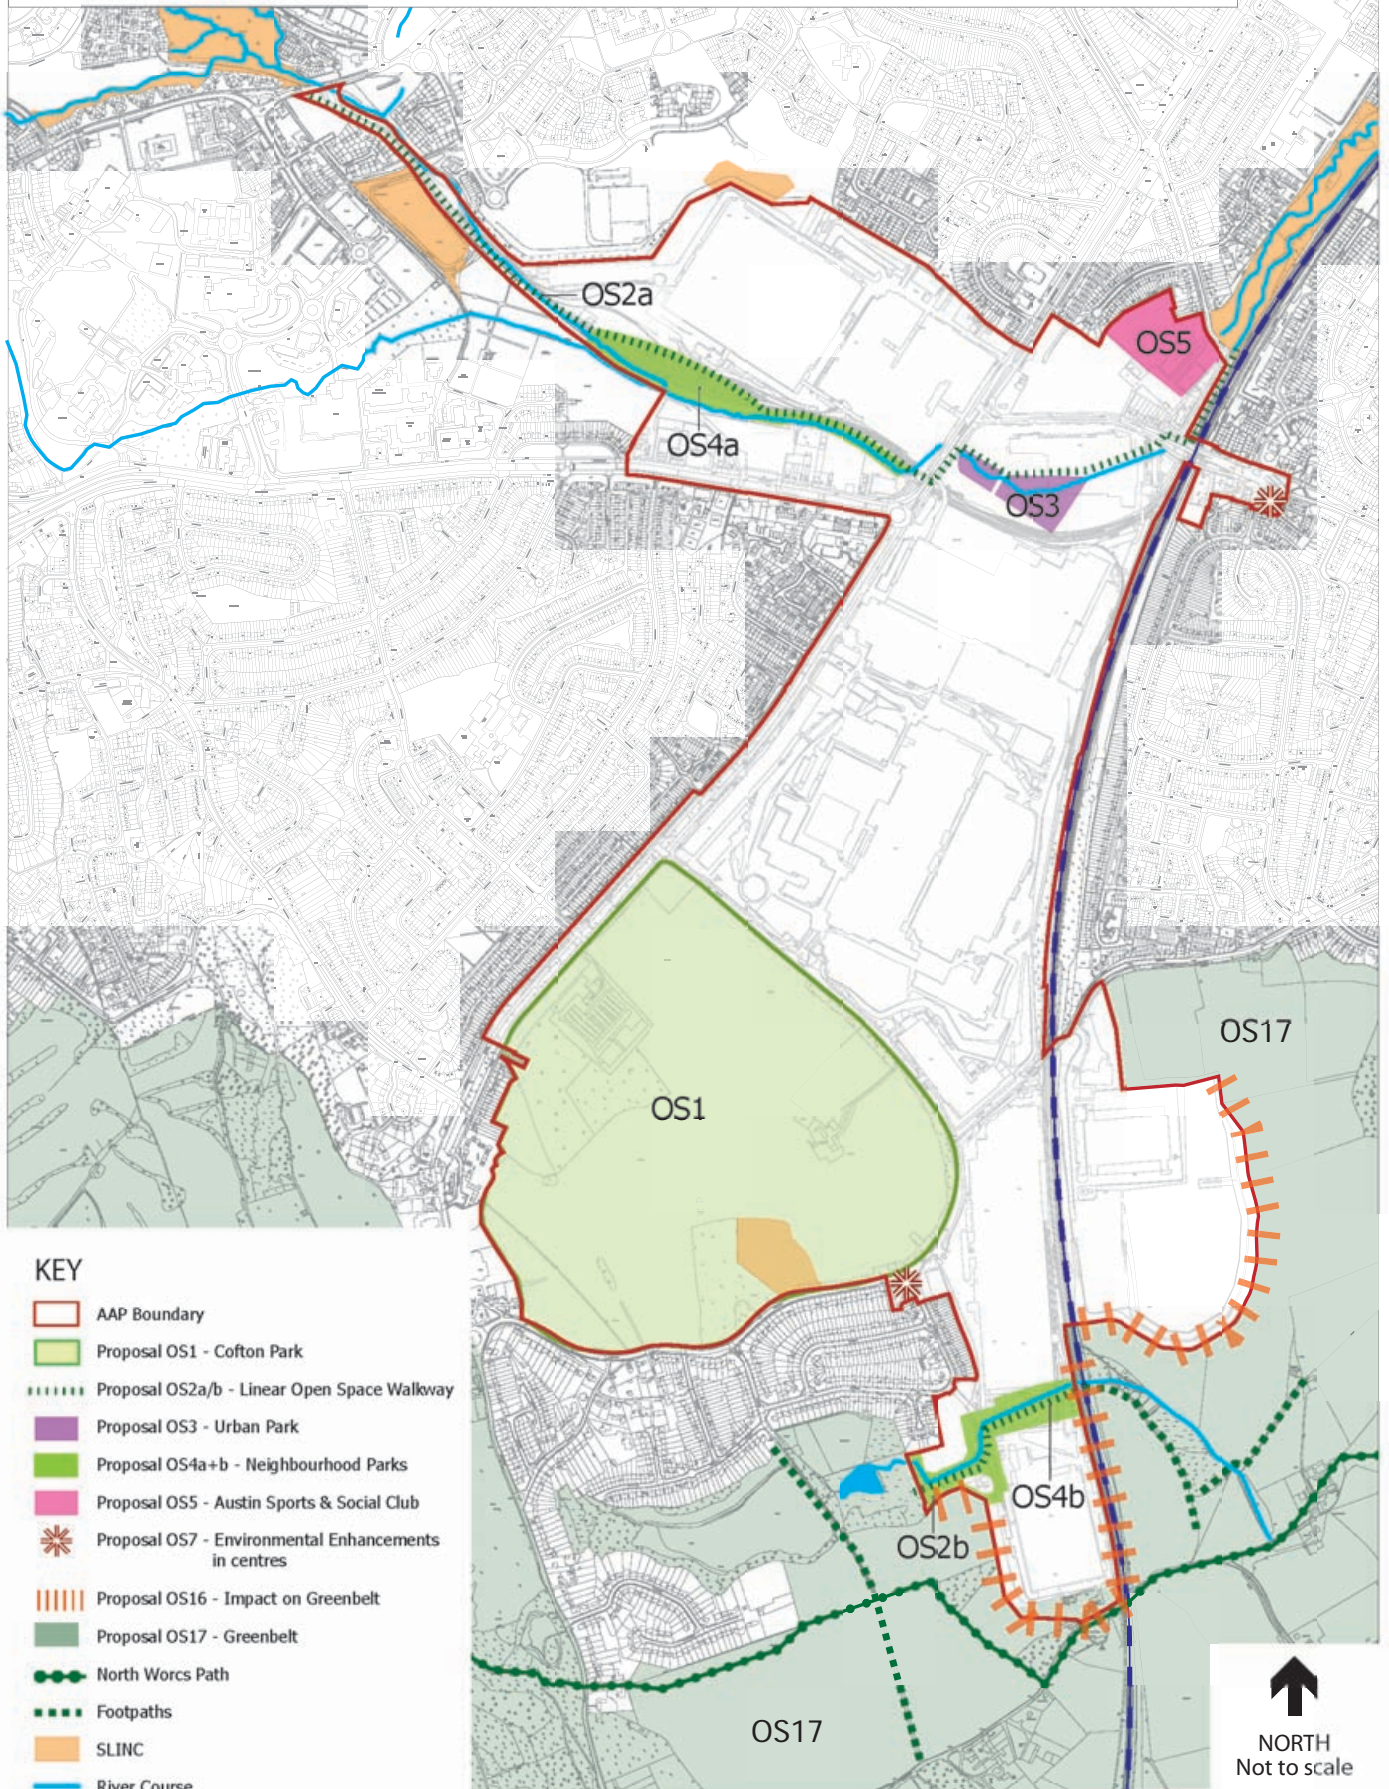 OS2a
OS5
OS4a
OS3
OS17
OS1
KEY
AAP Boundary
Proposal OS1 - Cofton Park
Proposal OS2a/b - Linear Open Space Walkway
Proposal OS3 - Urban Park
Proposal OS4a+b - Neighbourhood Parks
Proposal OS5 - Austin Sports & Social Club
Proposal OS7 - Environmental Enhancements
in centres
Proposal OS16 - Impact on Greenbelt
Proposal OS17 - Greenbelt
North Worcs Path
Footpaths
SLINC
River Course
OS4b
OS2b
OS17
NORTH
Not to scale